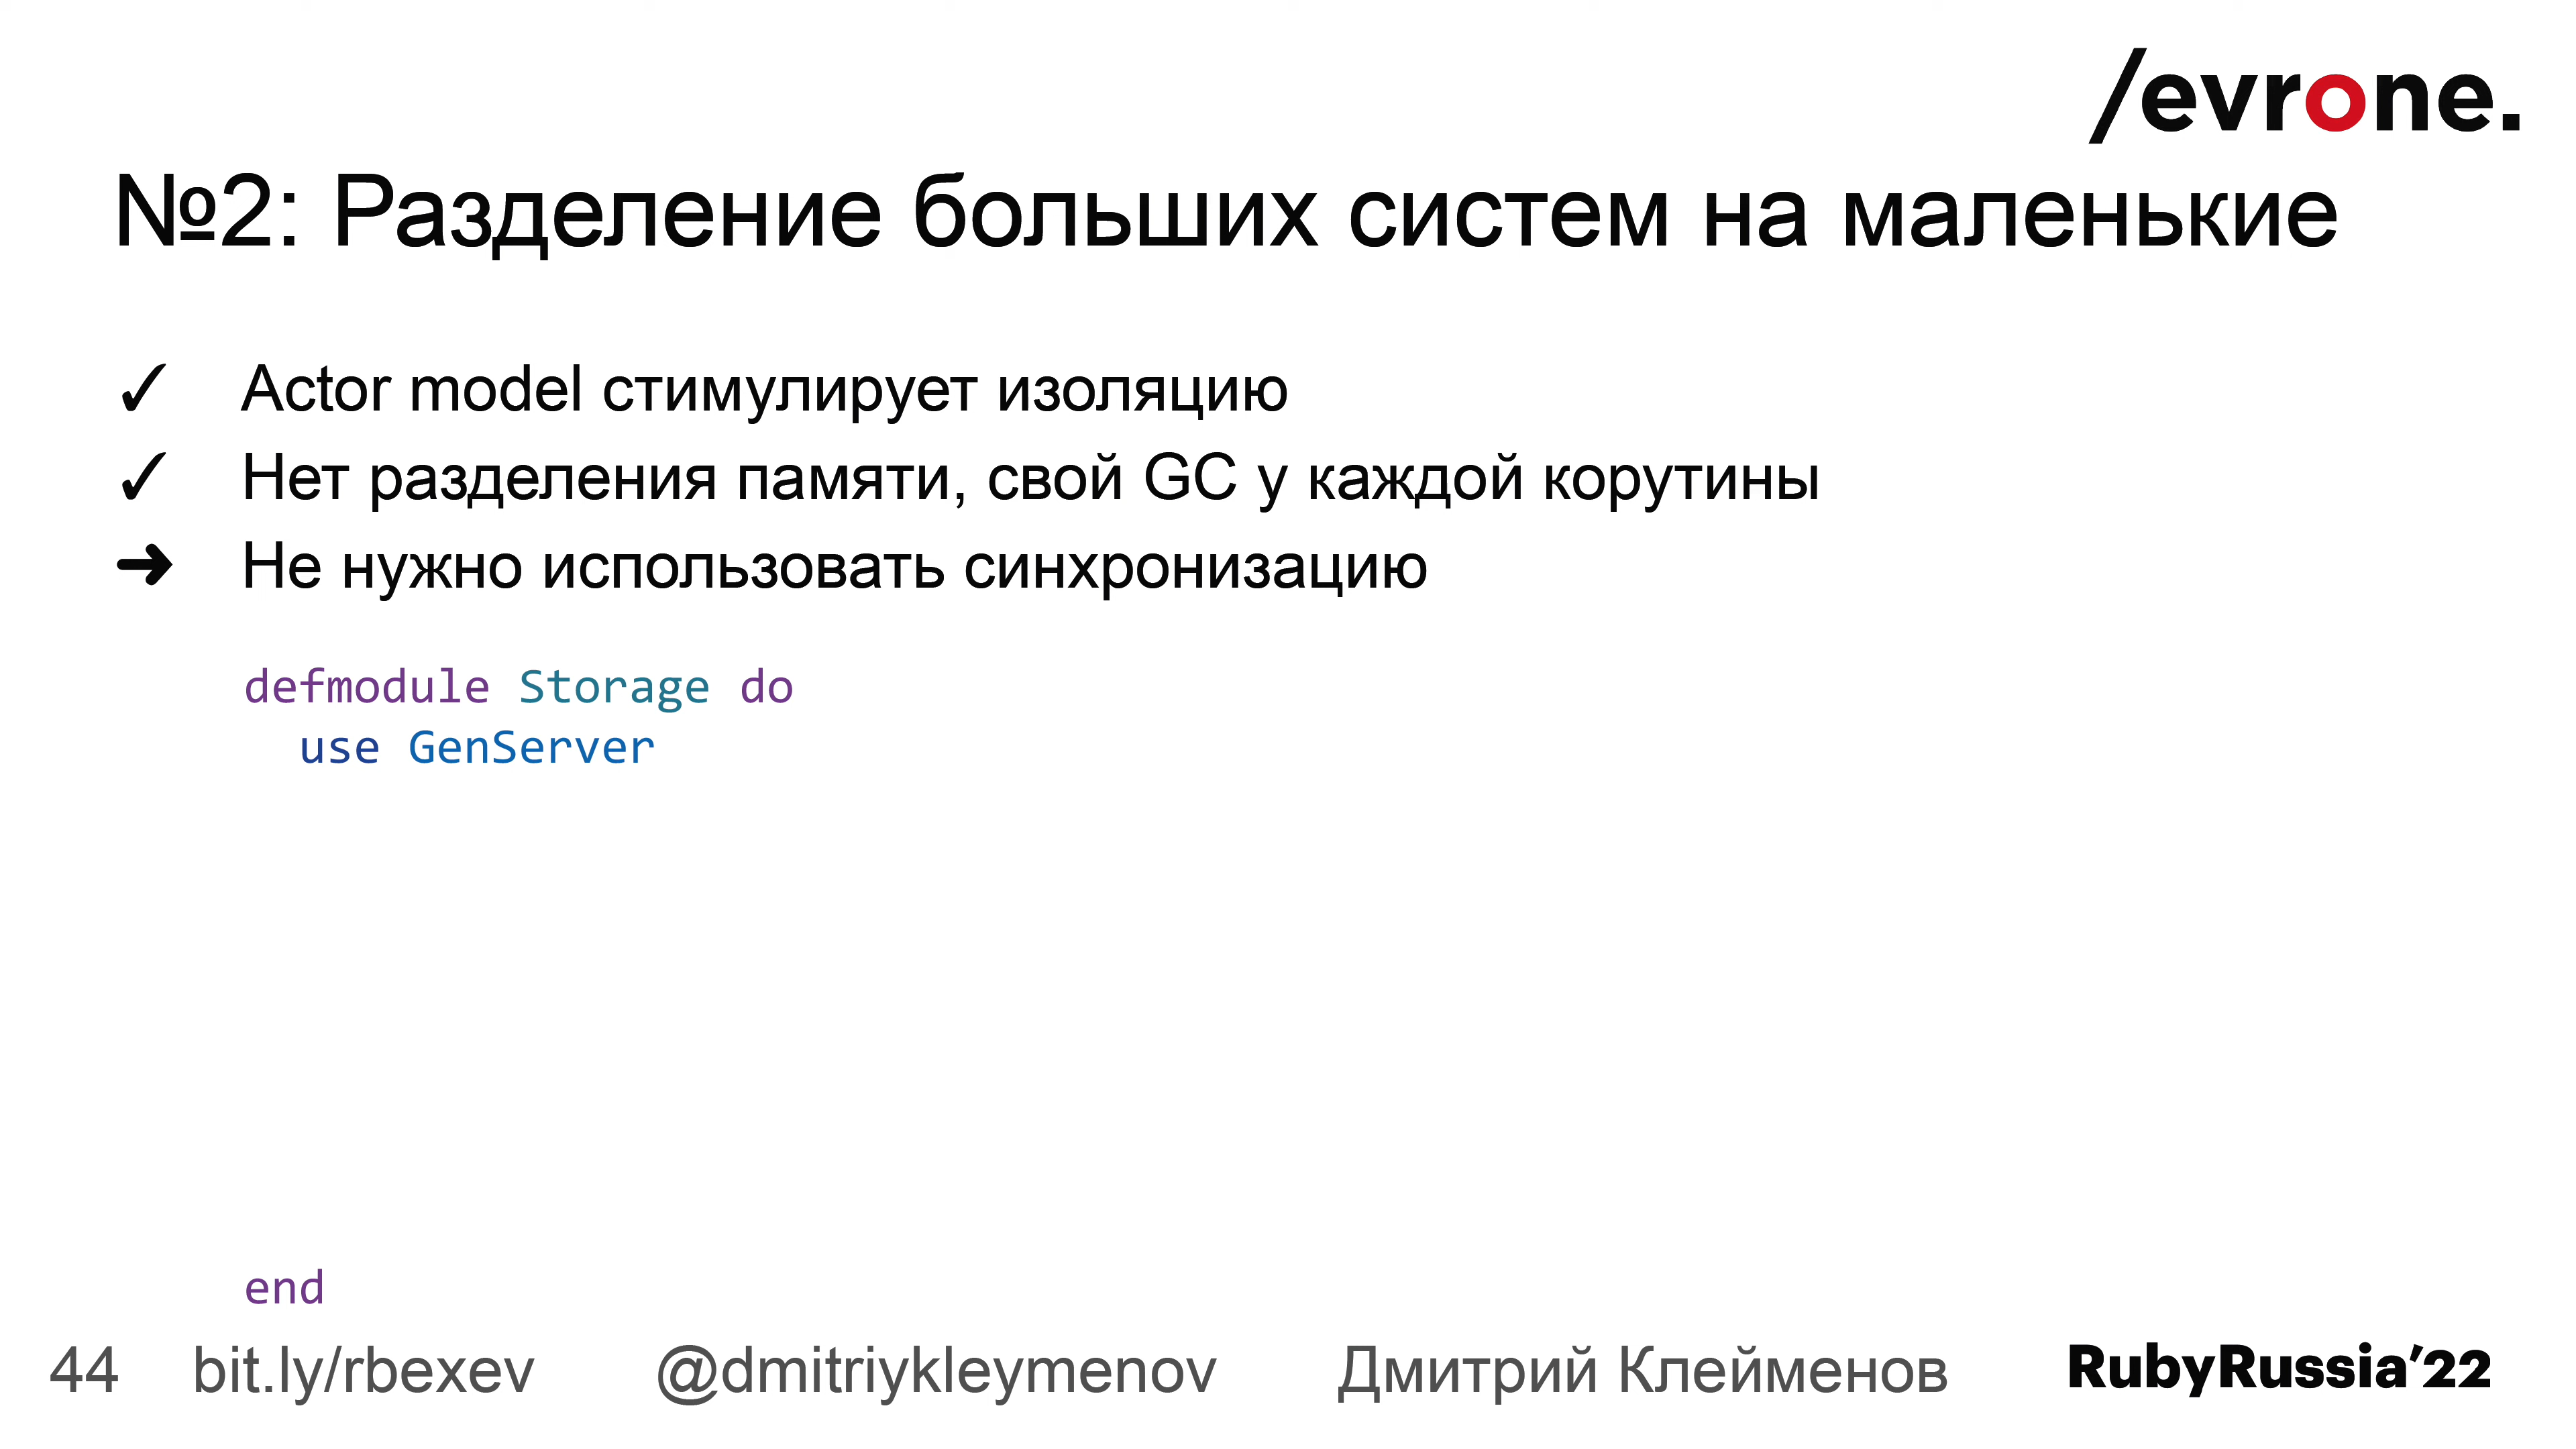 /evrone.
№2: Разделение больших систем на маленькие
✓ Actor model стимулирует изоляцию
✓ Нет разделения памяти, свой GC у каждой корутины
➜ Не нужно использовать синхронизацию
defmodule Storage do
  use GenServer
end
44 bit.ly/rbexev @dmitriykleymenov Дмитрий Клейменов RubyRussia’22